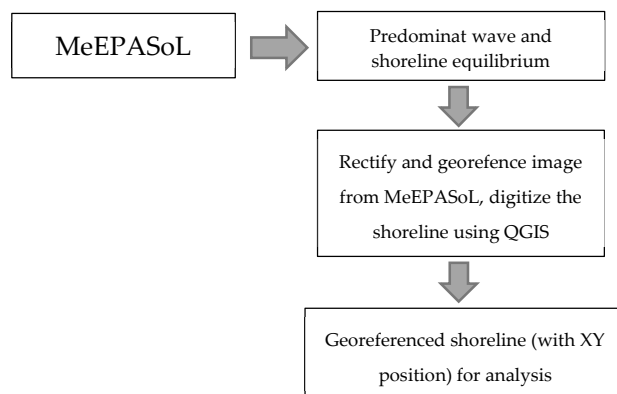 MeEPASoL
Predominat wave and
shoreline equilibrium
Rectify and georefence image
from MeEPASoL, digitize the
shoreline using QGIS
Georeferenced shoreline (with XY
position) for analysis